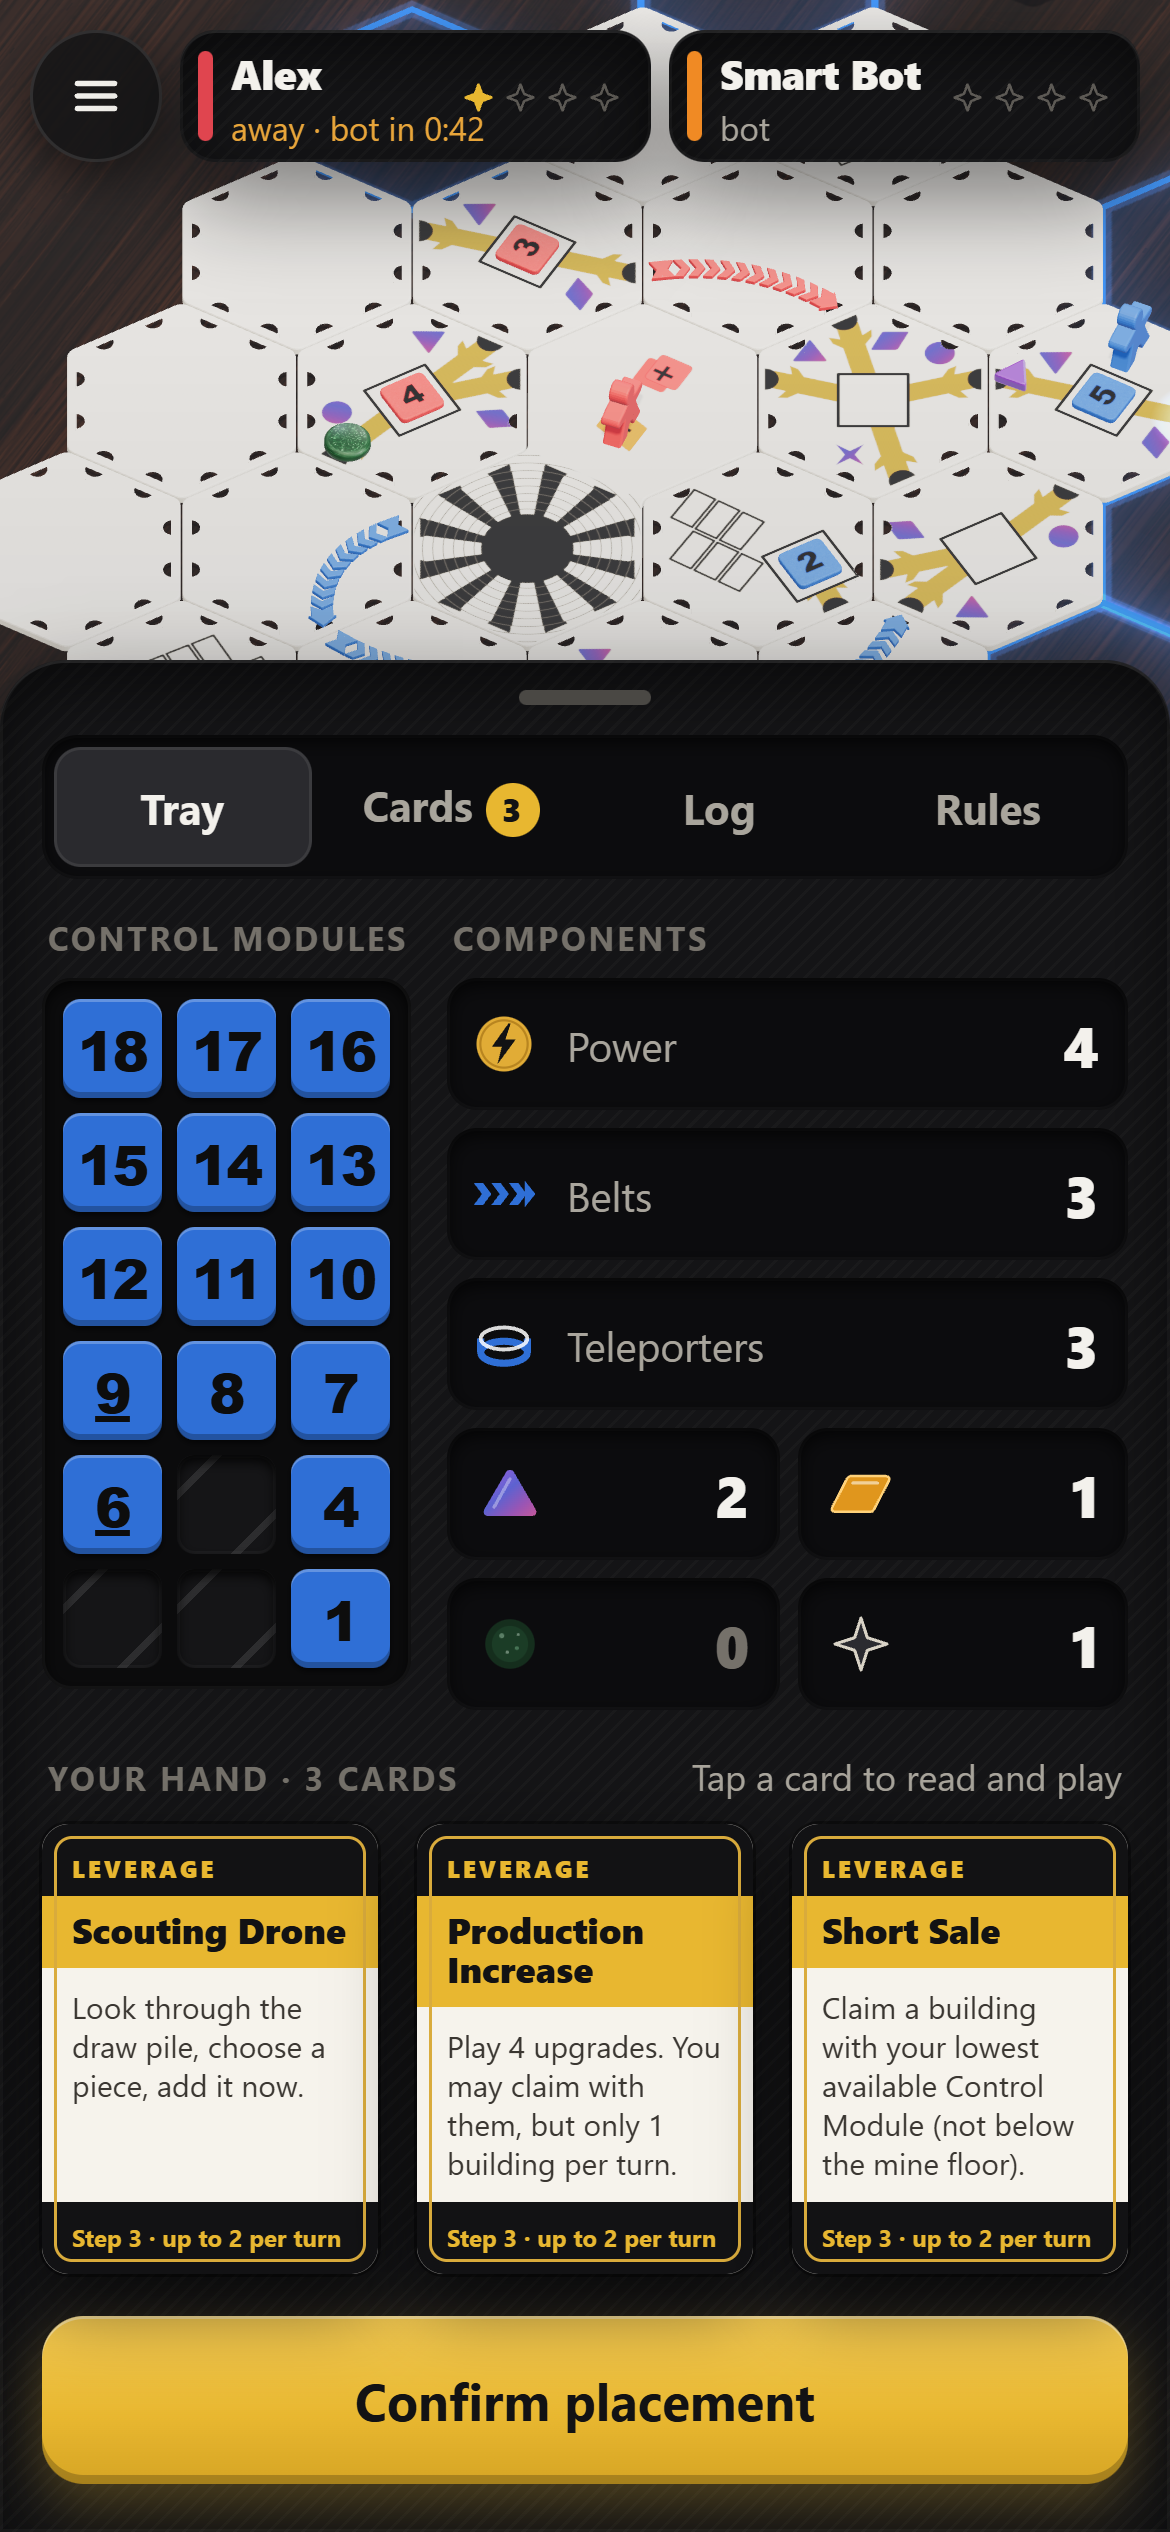 Alex
away · bot in 0:42
Smart Bot
bot
3
4
+
5
2
Tray
Cards 3
Log
Rules
CONTROL MODULES
COMPONENTS
18 17 16
15 14 13
12 11 10
9 8 7
6 4
1
Power 4
Belts 3
Teleporters 3
2
1
0
1
YOUR HAND · 3 CARDS
Tap a card to read and play
LEVERAGE
Scouting Drone
Look through the
draw pile, choose a
piece, add it now.
Step 3 · up to 2 per turn
LEVERAGE
Production
Increase
Play 4 upgrades. You
may claim with
them, but only 1
building per turn.
Step 3 · up to 2 per turn
LEVERAGE
Short Sale
Claim a building
with your lowest
available Control
Module (not below
the mine floor).
Step 3 · up to 2 per turn
Confirm placement